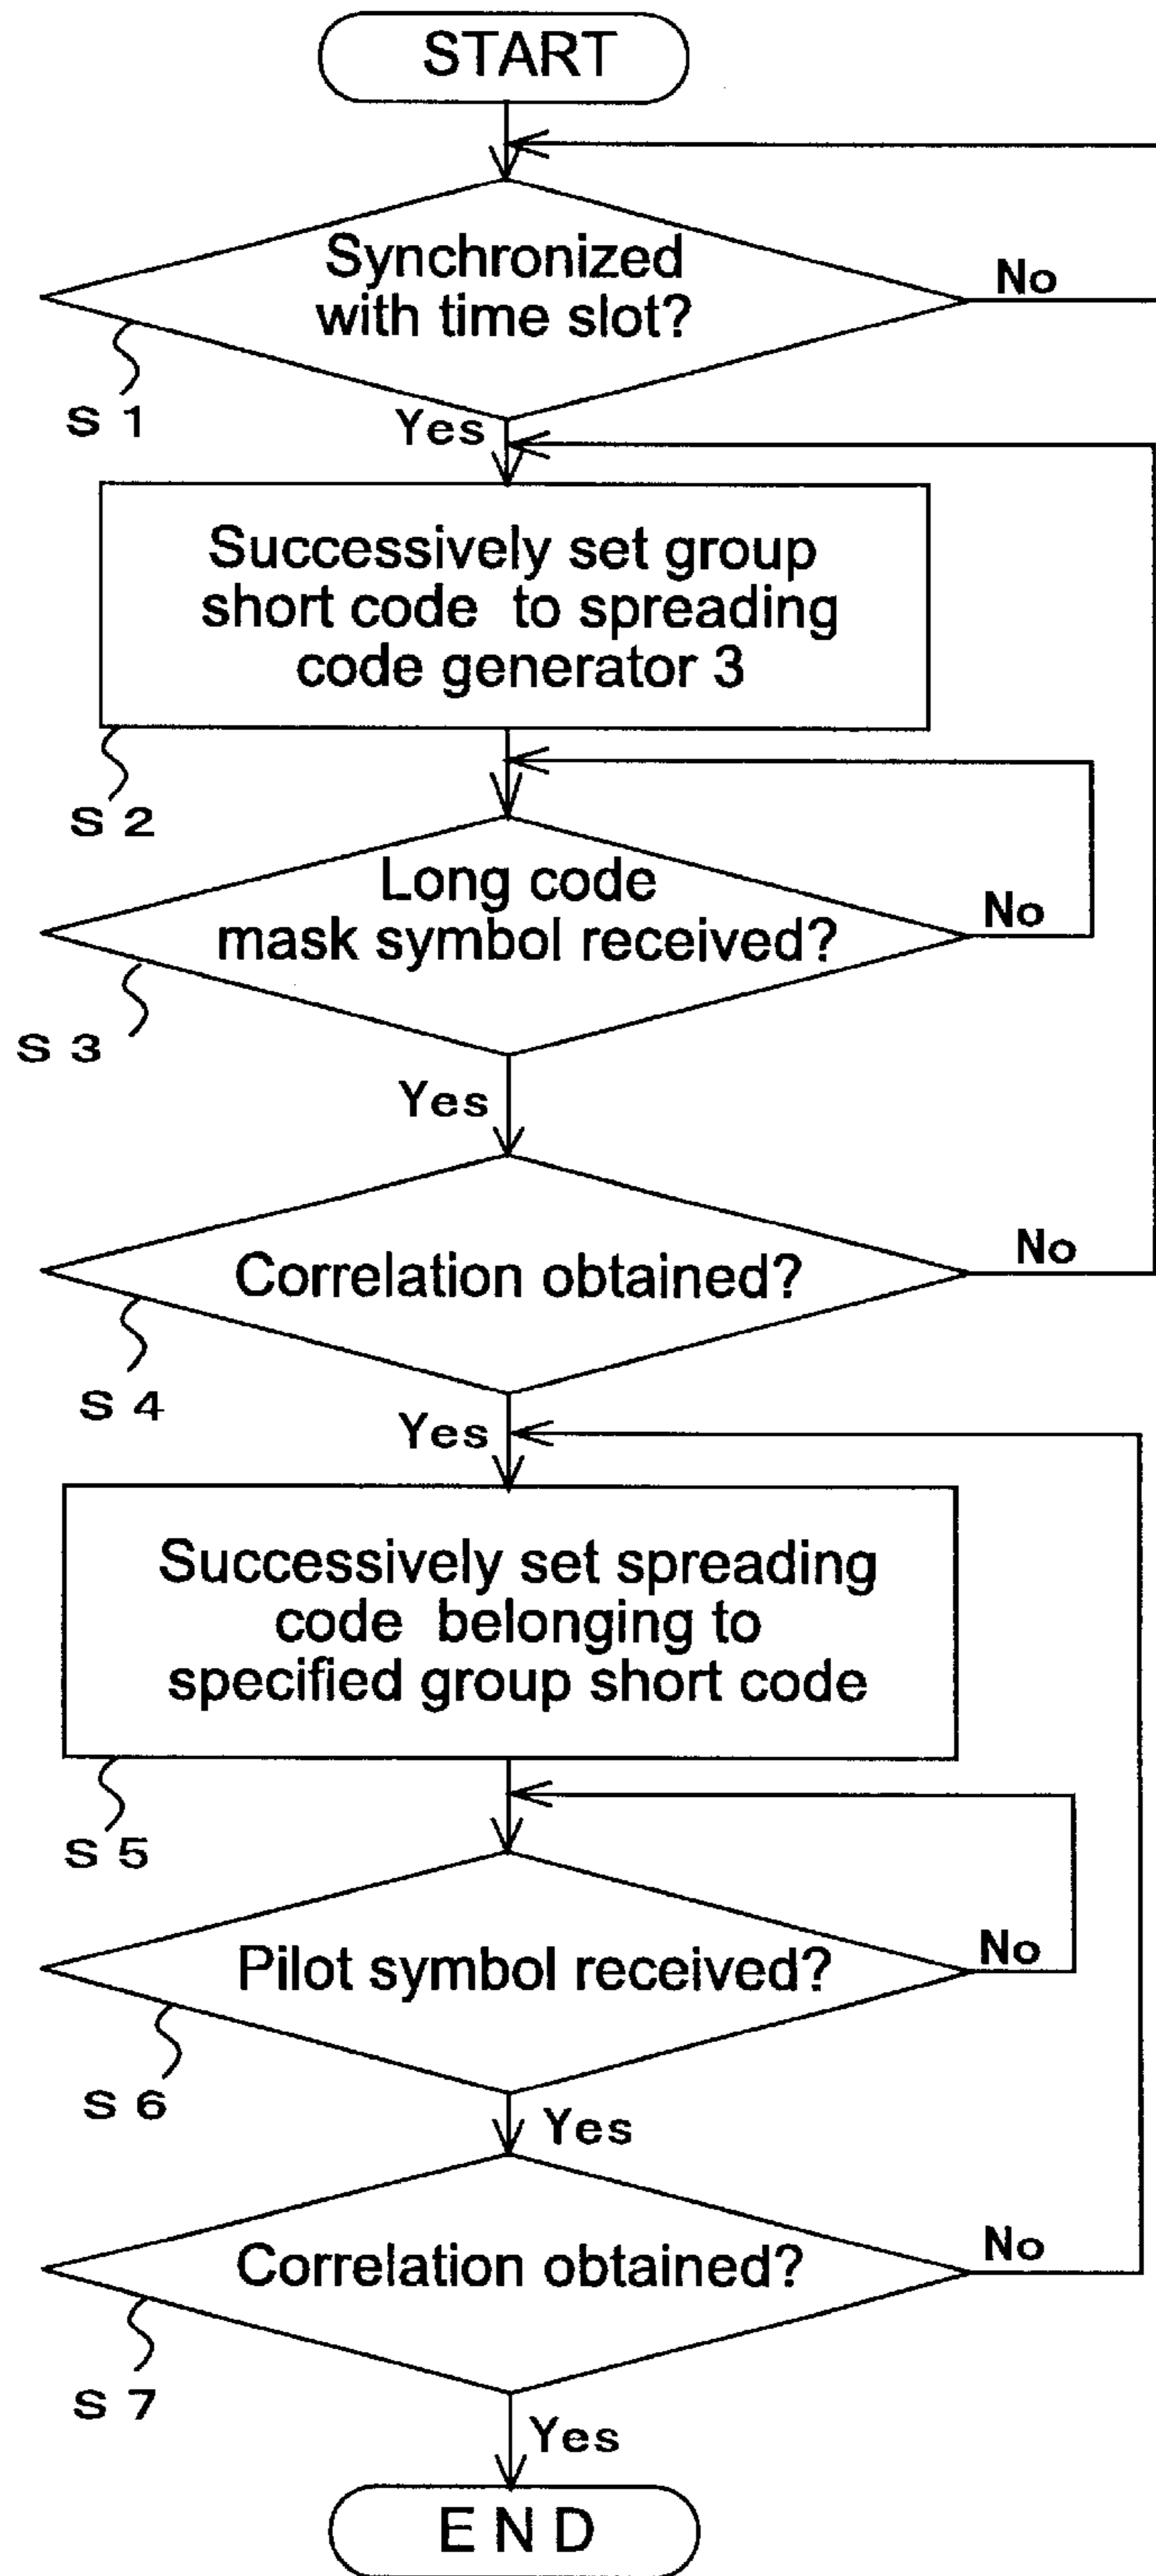 START
Synchronized
with time slot?
No
S 1
Yes
Successively set group
short code to spreading
code generator 3
S 2
Long code
mask symbol received?
No
S 3
Yes
Correlation obtained?
No
S 4
Yes
Successively set spreading
code belonging to
specified group short code
S 5
Pilot symbol received?
No
S 6
Yes
Correlation obtained?
No
S 7
Yes
E N D